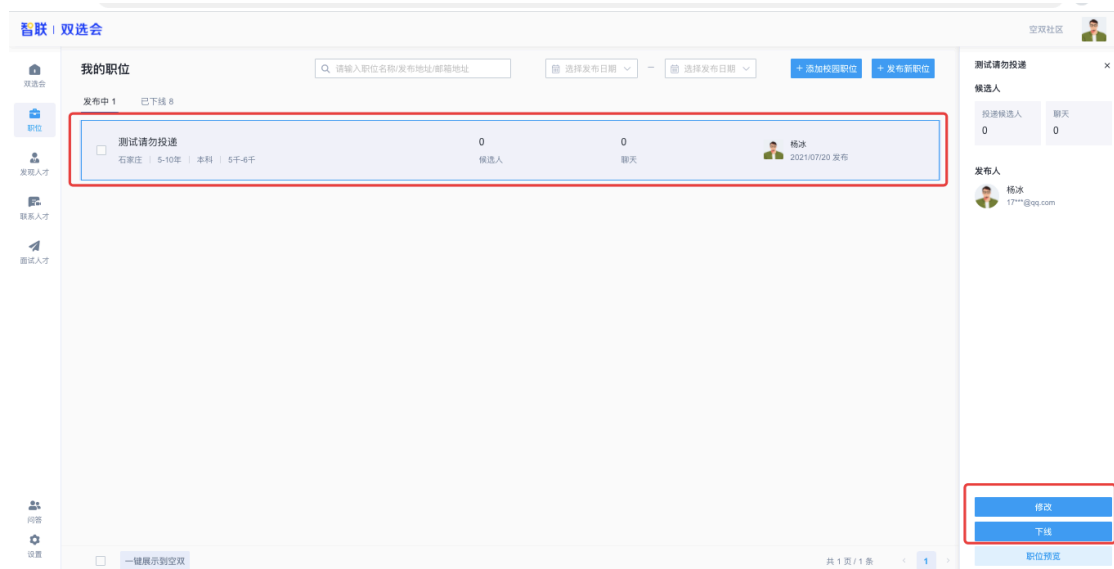 智联 | 双选会
空双社区
双选会
职位
发现人才
联系人才
面试人才
问答
设置
我的职位
请输入职位名称/发布地址/邮箱地址
选择发布日期
-
选择发布日期
+ 添加校园职位
+ 发布新职位
发布中 1
已下线 8
测试请勿投递
石家庄 | 5-10年 | 本科 | 5千-6千
0
候选人
0
聊天
杨冰
2021/07/20 发布
一键展示到空双
共 1 页 / 1 条
< 1 >
测试请勿投递
×
候选人
投递候选人
0
聊天
0
发布人
杨冰
17***@qq.com
修改
下线
职位预览